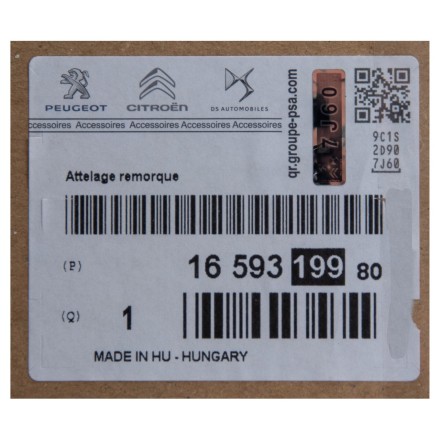 PEUGEOT CITROËN DS AUTOMOBILES
qr.groupe-psa.com
7J60
9C1S
2D90
7J60
ccessoires Accessoires Accessoires Accessoires Accessoires
Attelage remorque
(P) 16 593 199 80
(Q) 1
MADE IN HU - HUNGARY